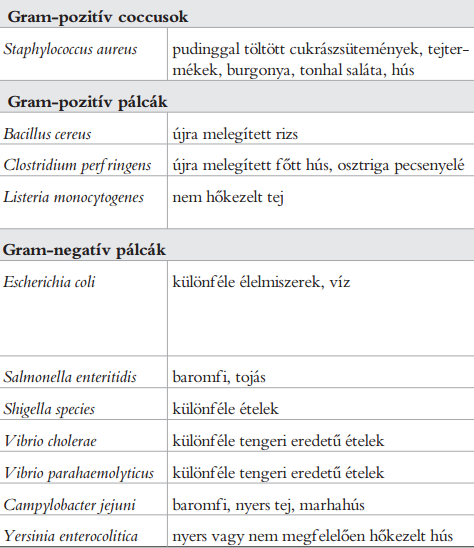 Gram-pozitív coccusok
Staphylococcus aureus pudinggal töltött cukrászsütemények, tejter-
mékek, burgonya, tonhal saláta, hús
Gram-pozitív pálcák
Bacillus cereus újra melegített rizs
Clostridium perfringens újra melegített főtt hús, osztriga pecsenyelé
Listeria monocytogenes nem hőkezelt tej
Gram-negatív pálcák
Escherichia coli különféle élelmiszerek, víz
Salmonella enteritidis baromfi, tojás
Shigella species különféle ételek
Vibrio cholerae különféle tengeri eredetű ételek
Vibrio parahaemolyticus különféle tengeri eredetű ételek
Campylobacter jejuni baromfi, nyers tej, marhahús
Yersinia enterocolitica nyers vagy nem megfelelően hőkezelt hús